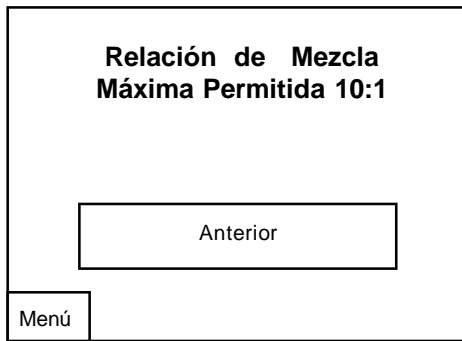 Relación de Mezcla
Máxima Permitida 10:1
Anterior
Menú